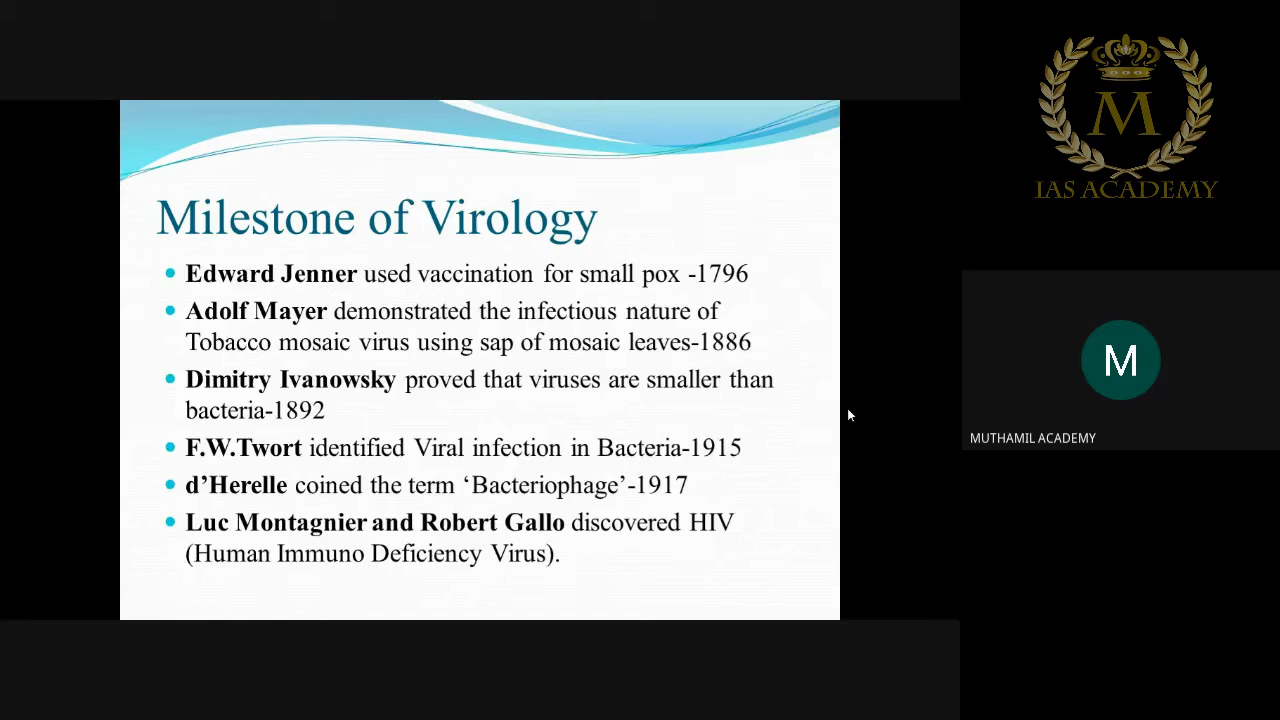 M
IAS ACADEMY
Milestone of Virology
Edward Jenner used vaccination for small pox -1796
Adolf Mayer demonstrated the infectious nature of
Tobacco mosaic virus using sap of mosaic leaves-1886
Dimitry Ivanowsky proved that viruses are smaller than
bacteria-1892
F.W.Twort identified Viral infection in Bacteria-1915
d’Herelle coined the term ‘Bacteriophage’-1917
Luc Montagnier and Robert Gallo discovered HIV
(Human Immuno Deficiency Virus).
M
MUTHAMIL ACADEMY